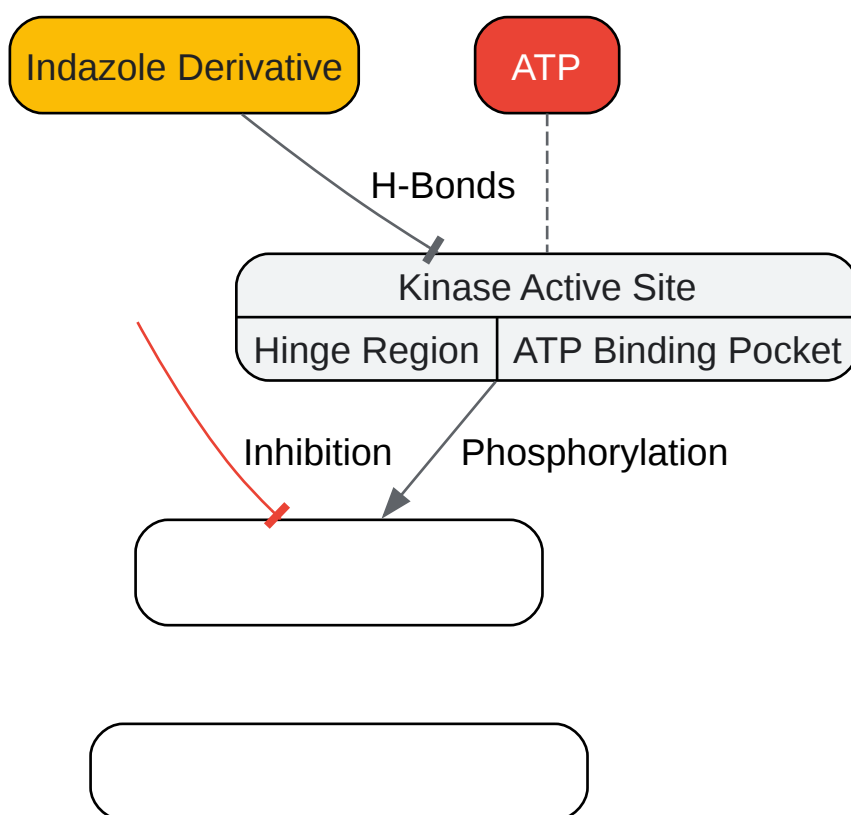 Indazole Derivative
ATP
H-Bonds
Kinase Active Site
Hinge Region
ATP Binding Pocket
Inhibition
Phosphorylation